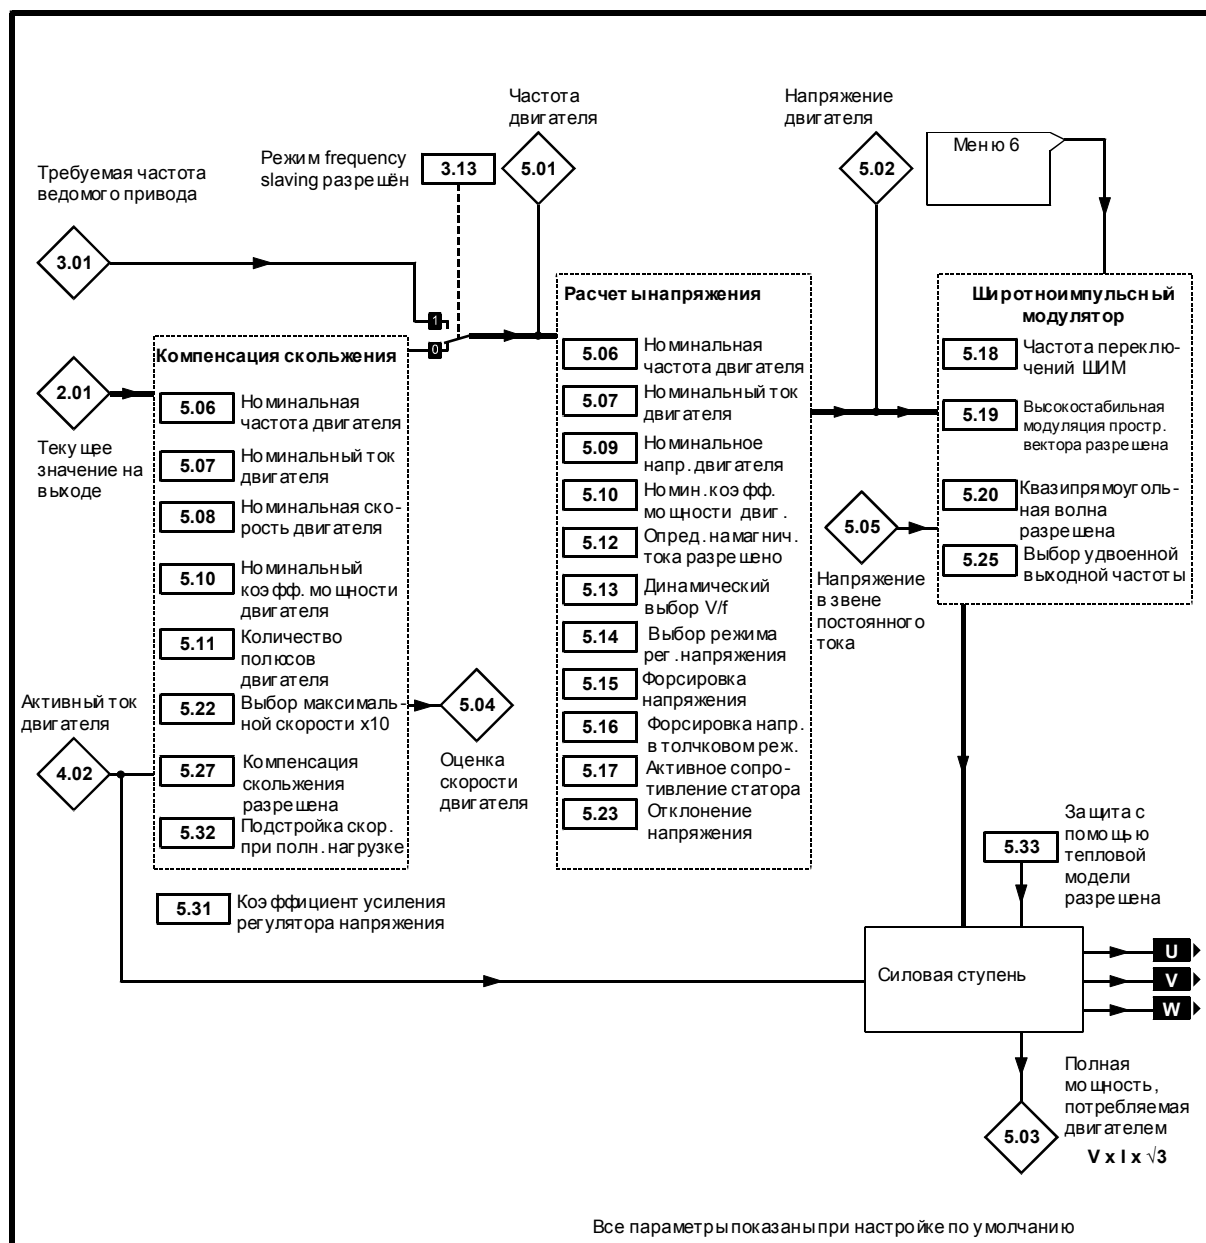 Частота
двигателя
5.01
Напряжение
двигателя
5.02
Меню 6
Режим frequency
slaving разрешён
3.13
Требуемая частота
ведомого привода
3.01
1
0
2.01
Текущее
значение на
выходе
Компенсация скольжения
5.06 Номинальная
частота двигателя
5.07 Номинальный ток
двигателя
5.08 Номинальная ско-
рость двигателя
5.10 Номинальный
коэфф. мощности
двигателя
5.11 Количество
полюсов
двигателя
5.22 Выбор максималь-
ной скорости x10
5.27 Компенсация
скольжения
разрешена
5.32 Подстройка скор.
при полн. нагрузке
5.31 Коэффициент усиления
регулятора напряжения
Активный ток
двигателя
4.02
5.04
Оценка
скорости
двигателя
Расчеты напряжения
5.06 Номинальная
частота двигателя
5.07 Номинальный ток
двигателя
5.09 Номинальное
напр. двигателя
5.10 Номин. коэфф.
мощности двиг.
5.12 Опред. намагнич.
тока разрешено
5.13 Динамический
выбор V/f
5.14 Выбор режима
рег. напряжения
5.15 Форсировка
напряжения
5.16 Форсировка напр.
в толчковом реж.
5.17 Активное сопро-
тивление статора
5.23 Отклонение
напряжения
5.05
Напряжение
в звене
постоянного
тока
Широтноимпульсный
модулятор
5.18 Частота переклю-
чений ШИМ
5.19 Высокостабильная
модуляция простр.
вектора разрешена
5.20 Квазипрямоуголь-
ная волна
разрешена
5.25 Выбор удвоенной
выходной частоты
5.33
Защита с
помощью
тепловой
модели
разрешена
Силовая ступень
U
V
W
5.03
Полная
мощность,
потребляемая
двигателем
V x I x √3
Все параметры показаны при настройке по умолчанию